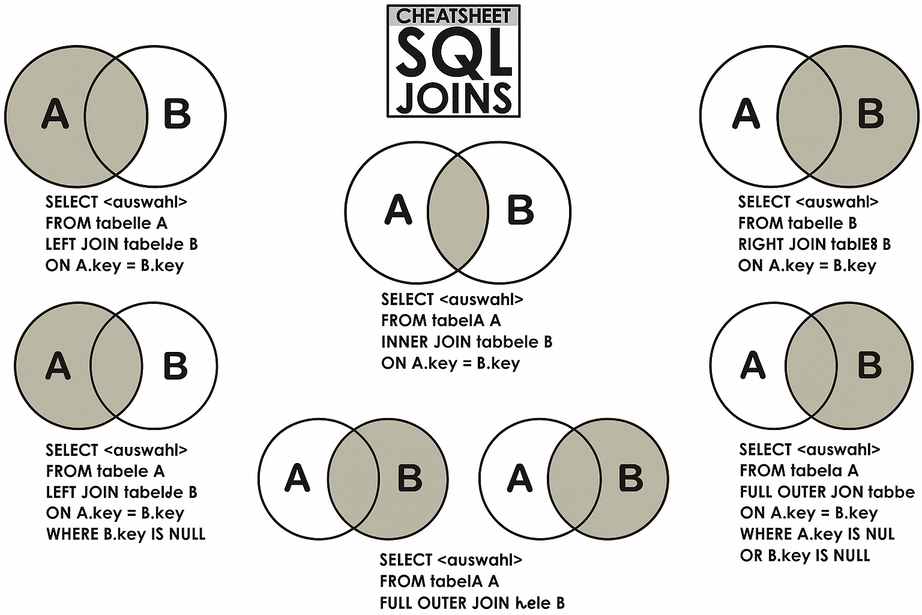 CHEATSHEET
SQL
JOINS
A B
SELECT <auswahl>
FROM tabelle A
LEFT JOIN B
ON A.key = B.key
A B
SELECT <auswahl>
FROM tabelA A
INNER JOIN tabbele B
ON A.key = B.key
A B
SELECT <auswahl>
FROM tabelle B
RIGHT JOIN tablE8 B
ON A.key = B.key
A B
SELECT <auswahl>
FROM tabele A
LEFT JOIN B
ON A.key = B.key
WHERE B.key IS NULL
A B
A B
SELECT <auswahl>
FROM tabelA A
FULL OUTER JOIN B
A B
SELECT <auswahl>
FROM tabela A
FULL OUTER JON tabbe
ON A.key = B.key
WHERE A.key IS NUL
OR B.key IS NULL